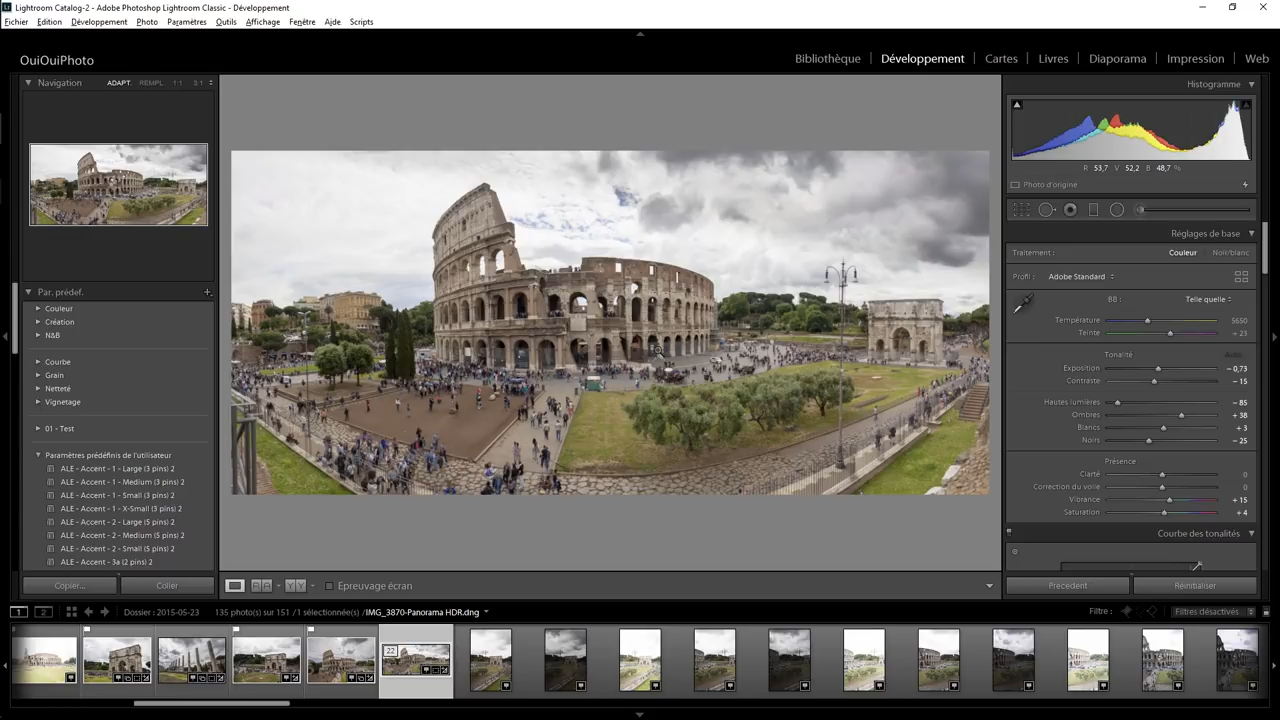 Lightroom Catalog-2 - Adobe Photoshop Lightroom Classic - Développement
Fichier Edition Développement Photo Paramètres Outils Affichage Fenêtre Aide Scripts
OuiOuiPhoto
Bibliothèque Développement Cartes Livres Diaporama Impression Web
Navigation ADAPT. REMPL. 1:1 3:1
Histogramme
R 53,7 V 52,2 B 48,7 %
Photo d'origine
Réglages de base
Traitement : Couleur Noir/blanc
Profil : Adobe Standard
BB : Telle quelle
Température 5650
Teinte + 23
Tonalité
Exposition − 0,73
Contraste − 15
Hautes lumières − 85
Ombres + 38
Blancs + 3
Noirs − 25
Présence
Clarté 0
Correction du voile 0
Vibrance + 15
Saturation + 4
Courbe des tonalités
Par. prédef.
Couleur
Création
N&B
Courbe
Grain
Netteté
Vignetage
01 - Test
Paramètres prédéfinis de l'utilisateur
ALE - Accent - 1 - Large (3 pins) 2
ALE - Accent - 1 - Medium (3 pins) 2
ALE - Accent - 1 - Small (3 pins) 2
ALE - Accent - 1 - X-Small (3 pins) 2
ALE - Accent - 2 - Large (5 pins) 2
ALE - Accent - 2 - Medium (5 pins) 2
ALE - Accent - 2 - Small (5 pins) 2
ALE - Accent - 3a (2 pins) 2
Copier... Coller
Epreuvage écran
Précédent Réinitialiser
1 2 Dossier : 2015-05-23 135 photo(s) sur 151 /1 sélectionnée(s) /IMG_3870-Panorama HDR.dng
Filtre : Filtres désactivés
22